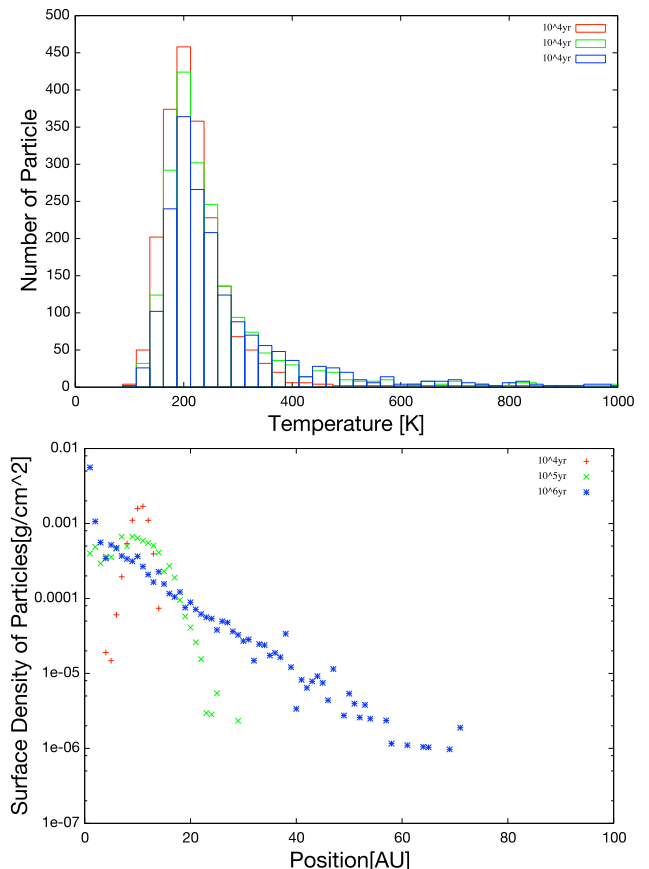 500
450
400
350
300
250
200
150
100
50
0
Number of Particle
10^4yr
10^4yr
10^4yr
0 200 400 600 800 1000
Temperature [K]
0.01
0.001
0.0001
1e-05
1e-06
1e-07
Surface Density of Particles[g/cm^2]
10^4yr
10^5yr
10^6yr
0 20 40 60 80 100
Position[AU]